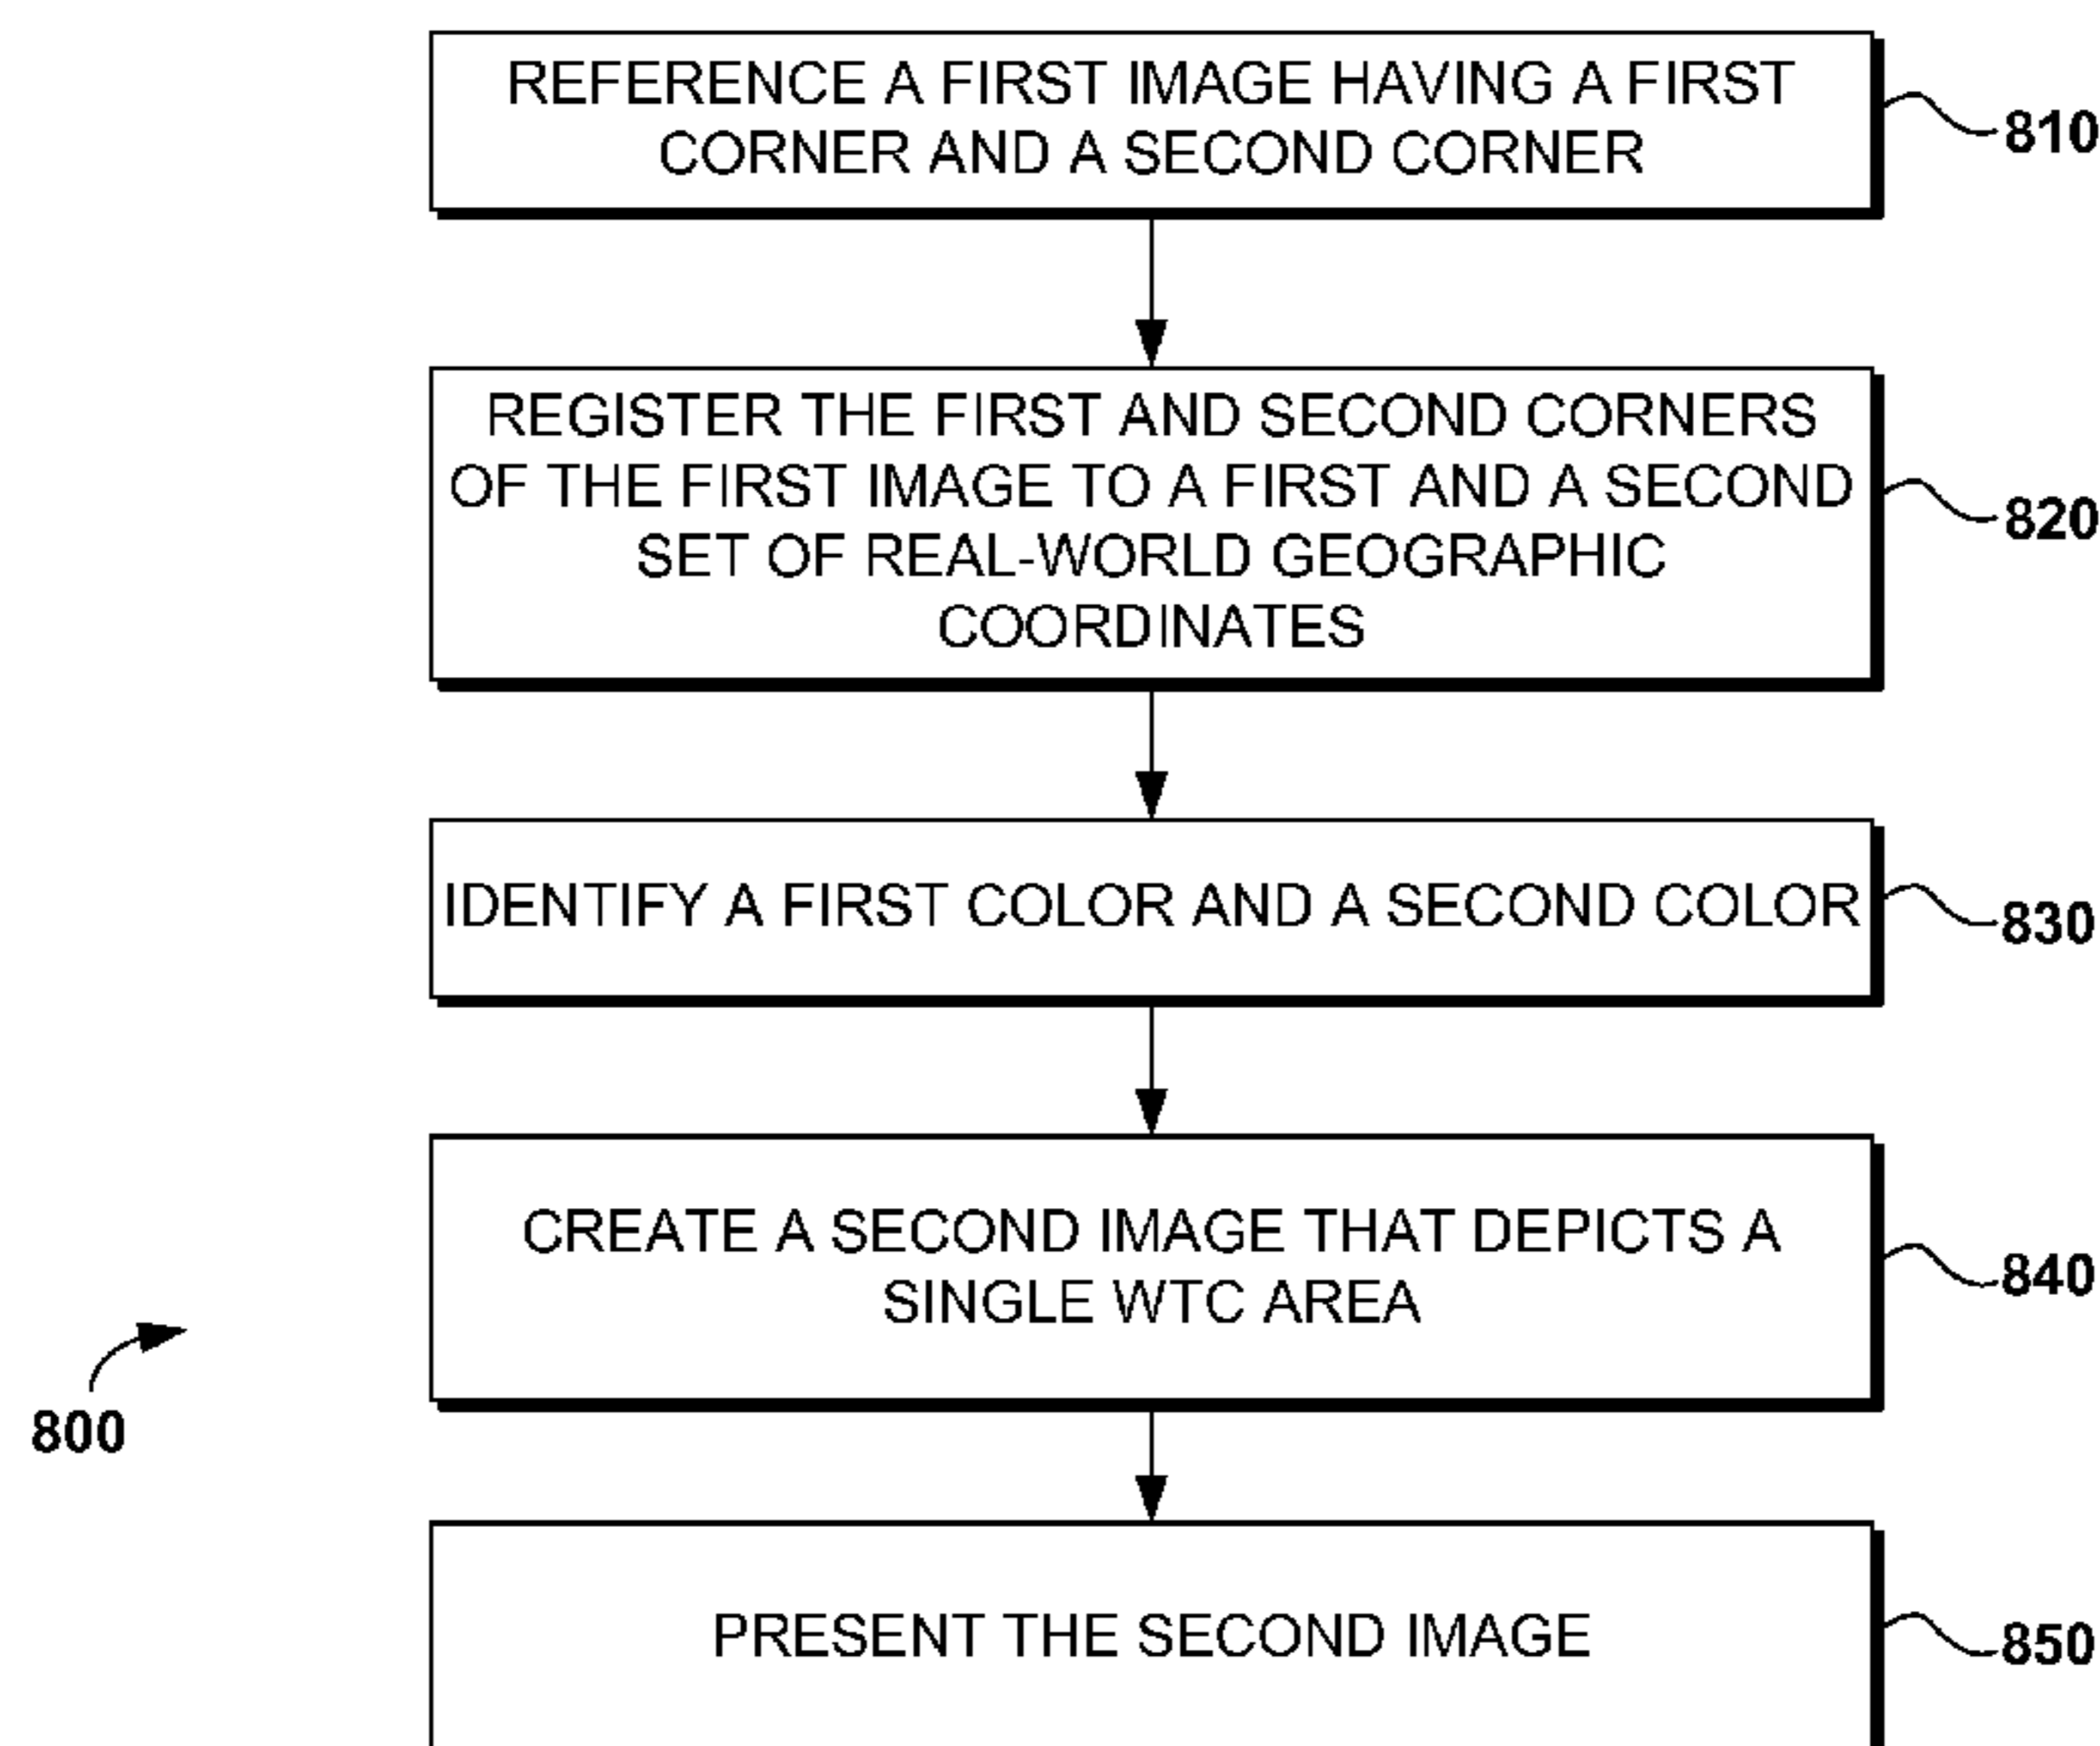 REFERENCE A FIRST IMAGE HAVING A FIRST
CORNER AND A SECOND CORNER
810
REGISTER THE FIRST AND SECOND CORNERS
OF THE FIRST IMAGE TO A FIRST AND A SECOND
SET OF REAL-WORLD GEOGRAPHIC
COORDINATES
820
IDENTIFY A FIRST COLOR AND A SECOND COLOR
830
CREATE A SECOND IMAGE THAT DEPICTS A
SINGLE WTC AREA
840
800
PRESENT THE SECOND IMAGE
850